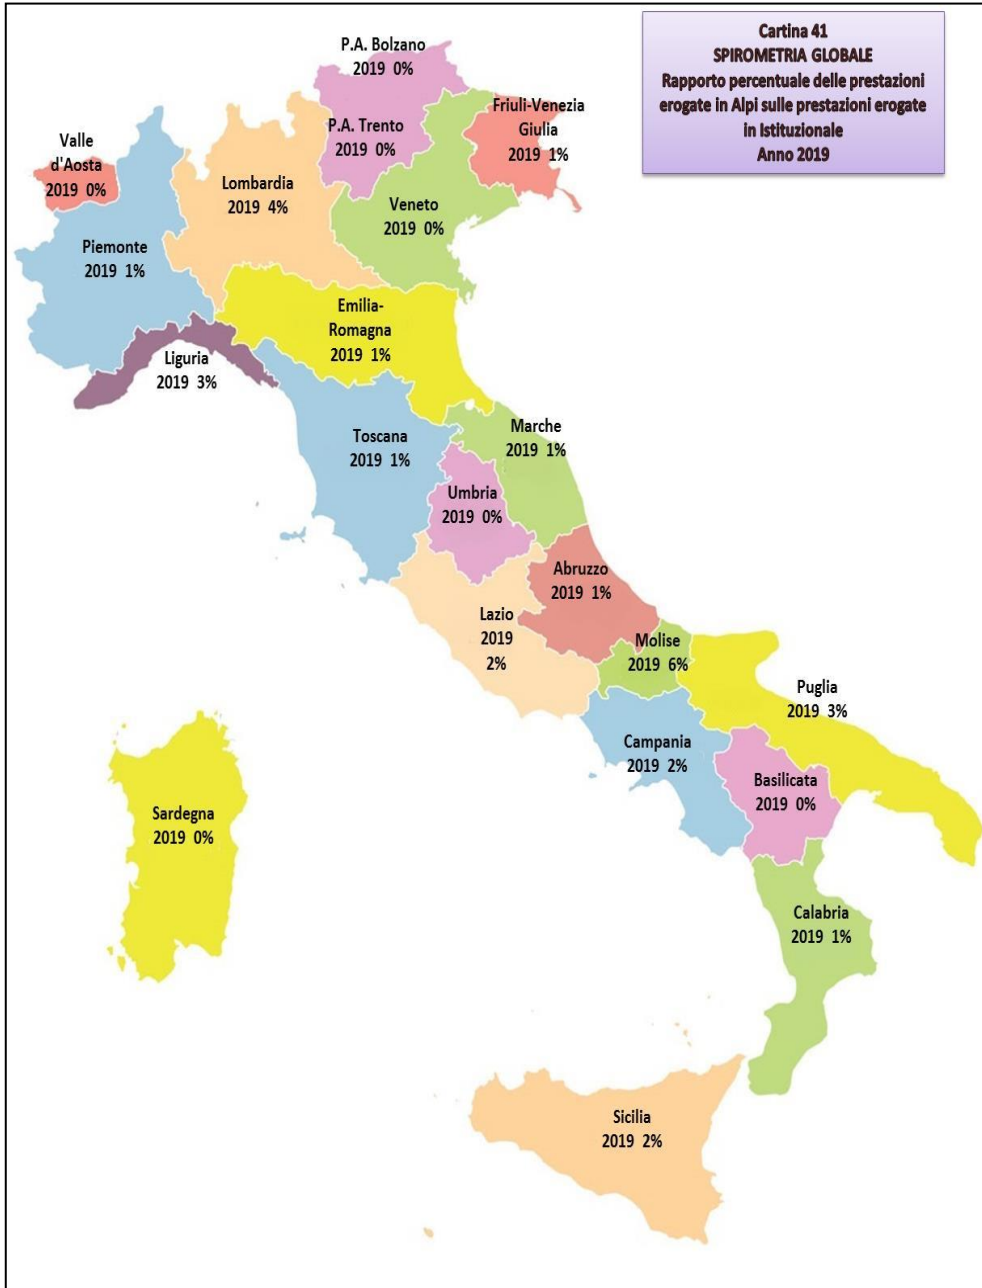 Cartina 41
SPIROMETRIA GLOBALE
Rapporto percentuale delle prestazioni
erogate in Alpi sulle prestazioni erogate
in Istituzionale
Anno 2019
P.A. Bolzano
2019 0%
P.A. Trento
2019 0%
Friuli-Venezia
Giulia
2019 1%
Valle
d'Aosta
2019 0%
Lombardia
2019 4%
Veneto
2019 0%
Piemonte
2019 1%
Emilia-
Romagna
2019 1%
Liguria
2019 3%
Toscana
2019 1%
Marche
2019 1%
Umbria
2019 0%
Abruzzo
2019 1%
Lazio
2019
2%
Molise
2019 6%
Puglia
2019 3%
Campania
2019 2%
Basilicata
2019 0%
Sardegna
2019 0%
Calabria
2019 1%
Sicilia
2019 2%